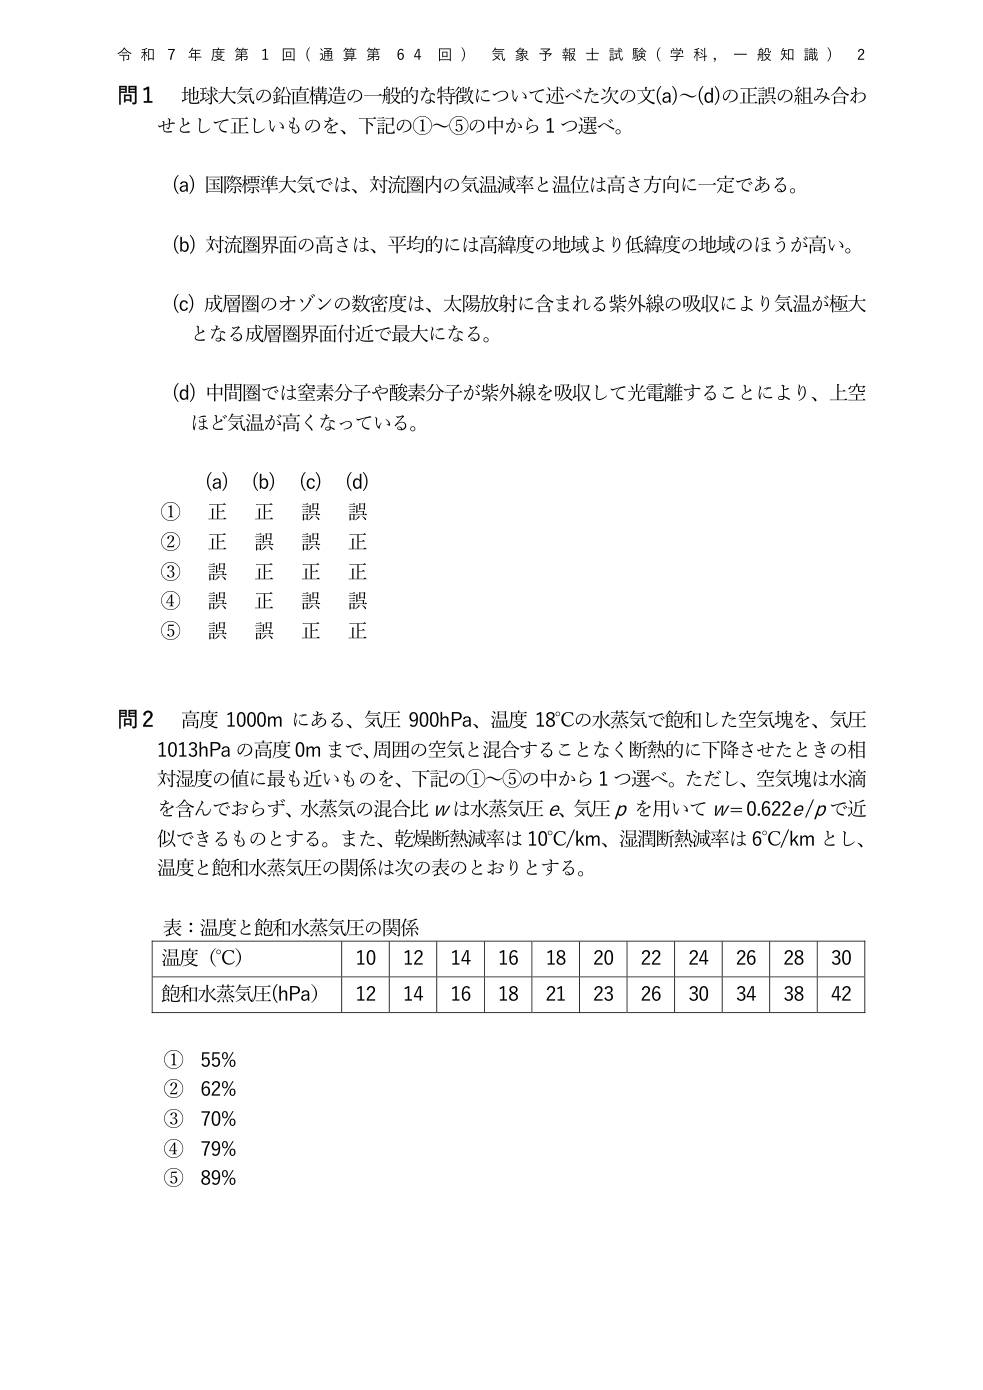 令和7年度第1回(通算第64回) 気象予報士試験(学科, 一般知識) 2
問1 地球大気の鉛直構造の一般的な特徴について述べた次の文(a)～(d)の正誤の組み合わ
せとして正しいものを、下記の①～⑤の中から1つ選べ。
(a) 国際標準大気では、対流圏内の気温減率と温位は高さ方向に一定である。
(b) 対流圏界面の高さは、平均的には高緯度の地域より低緯度の地域のほうが高い。
(c) 成層圏のオゾンの数密度は、太陽放射に含まれる紫外線の吸収により気温が極大
となる成層圏界面付近で最大になる。
(d) 中間圏では窒素分子や酸素分子が紫外線を吸収して光電離することにより、上空
ほど気温が高くなっている。
(a) (b) (c) (d)
① 正 正 誤 誤
② 正 誤 誤 正
③ 誤 正 正 正
④ 誤 正 誤 誤
⑤ 誤 誤 正 正
問2 高度 1000m にある、気圧 900hPa、温度 18℃の水蒸気で飽和した空気塊を、気圧
1013hPa の高度 0m まで、周囲の空気と混合することなく断熱的に下降させたときの相
対湿度の値に最も近いものを、下記の①～⑤の中から1つ選べ。ただし、空気塊は水滴
を含んでおらず、水蒸気の混合比 w は水蒸気圧 e、気圧 p を用いて w=0.622e/p で近
似できるものとする。また、乾燥断熱減率は 10℃/km、湿潤断熱減率は 6℃/km とし、
温度と飽和水蒸気圧の関係は次の表のとおりとする。
表：温度と飽和水蒸気圧の関係
温度（℃） 10 12 14 16 18 20 22 24 26 28 30
飽和水蒸気圧(hPa) 12 14 16 18 21 23 26 30 34 38 42
① 55%
② 62%
③ 70%
④ 79%
⑤ 89%